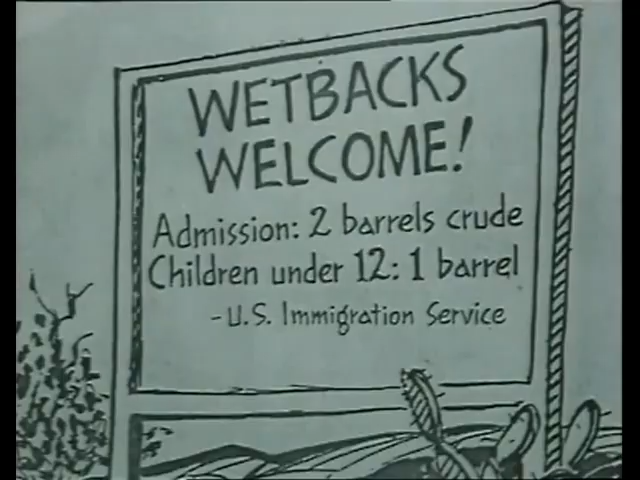 WETBACKS
WELCOME!
Admission: 2 barrels crude
Children under 12: 1 barrel
-U.S. Immigration Service